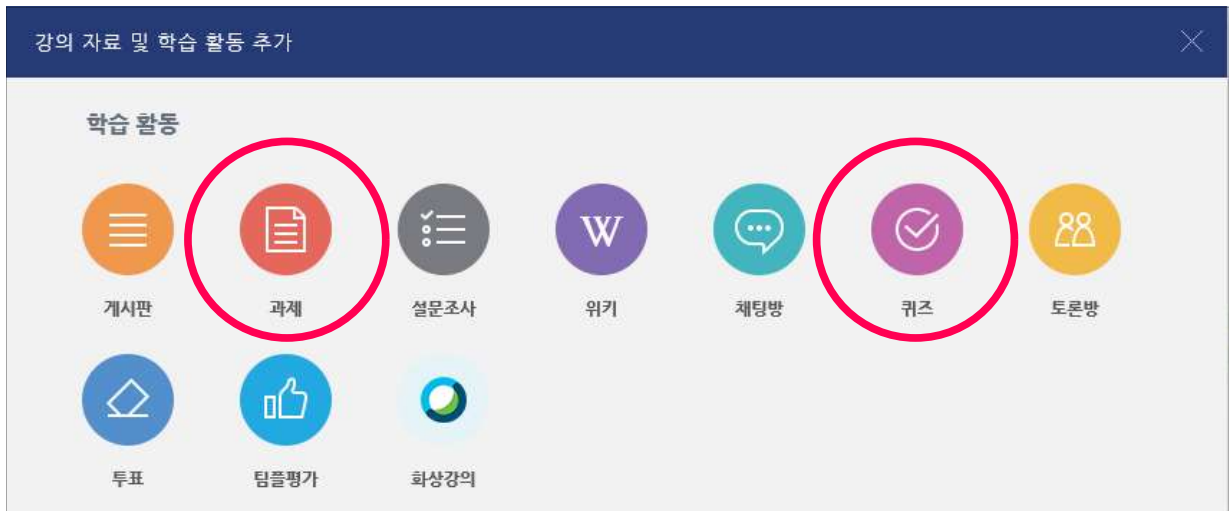 강의 자료 및 학습 활동 추가
학습 활동
게시판 과제 설문조사 위키 채팅방 퀴즈 토론방
투표 팀플평가 화상강의